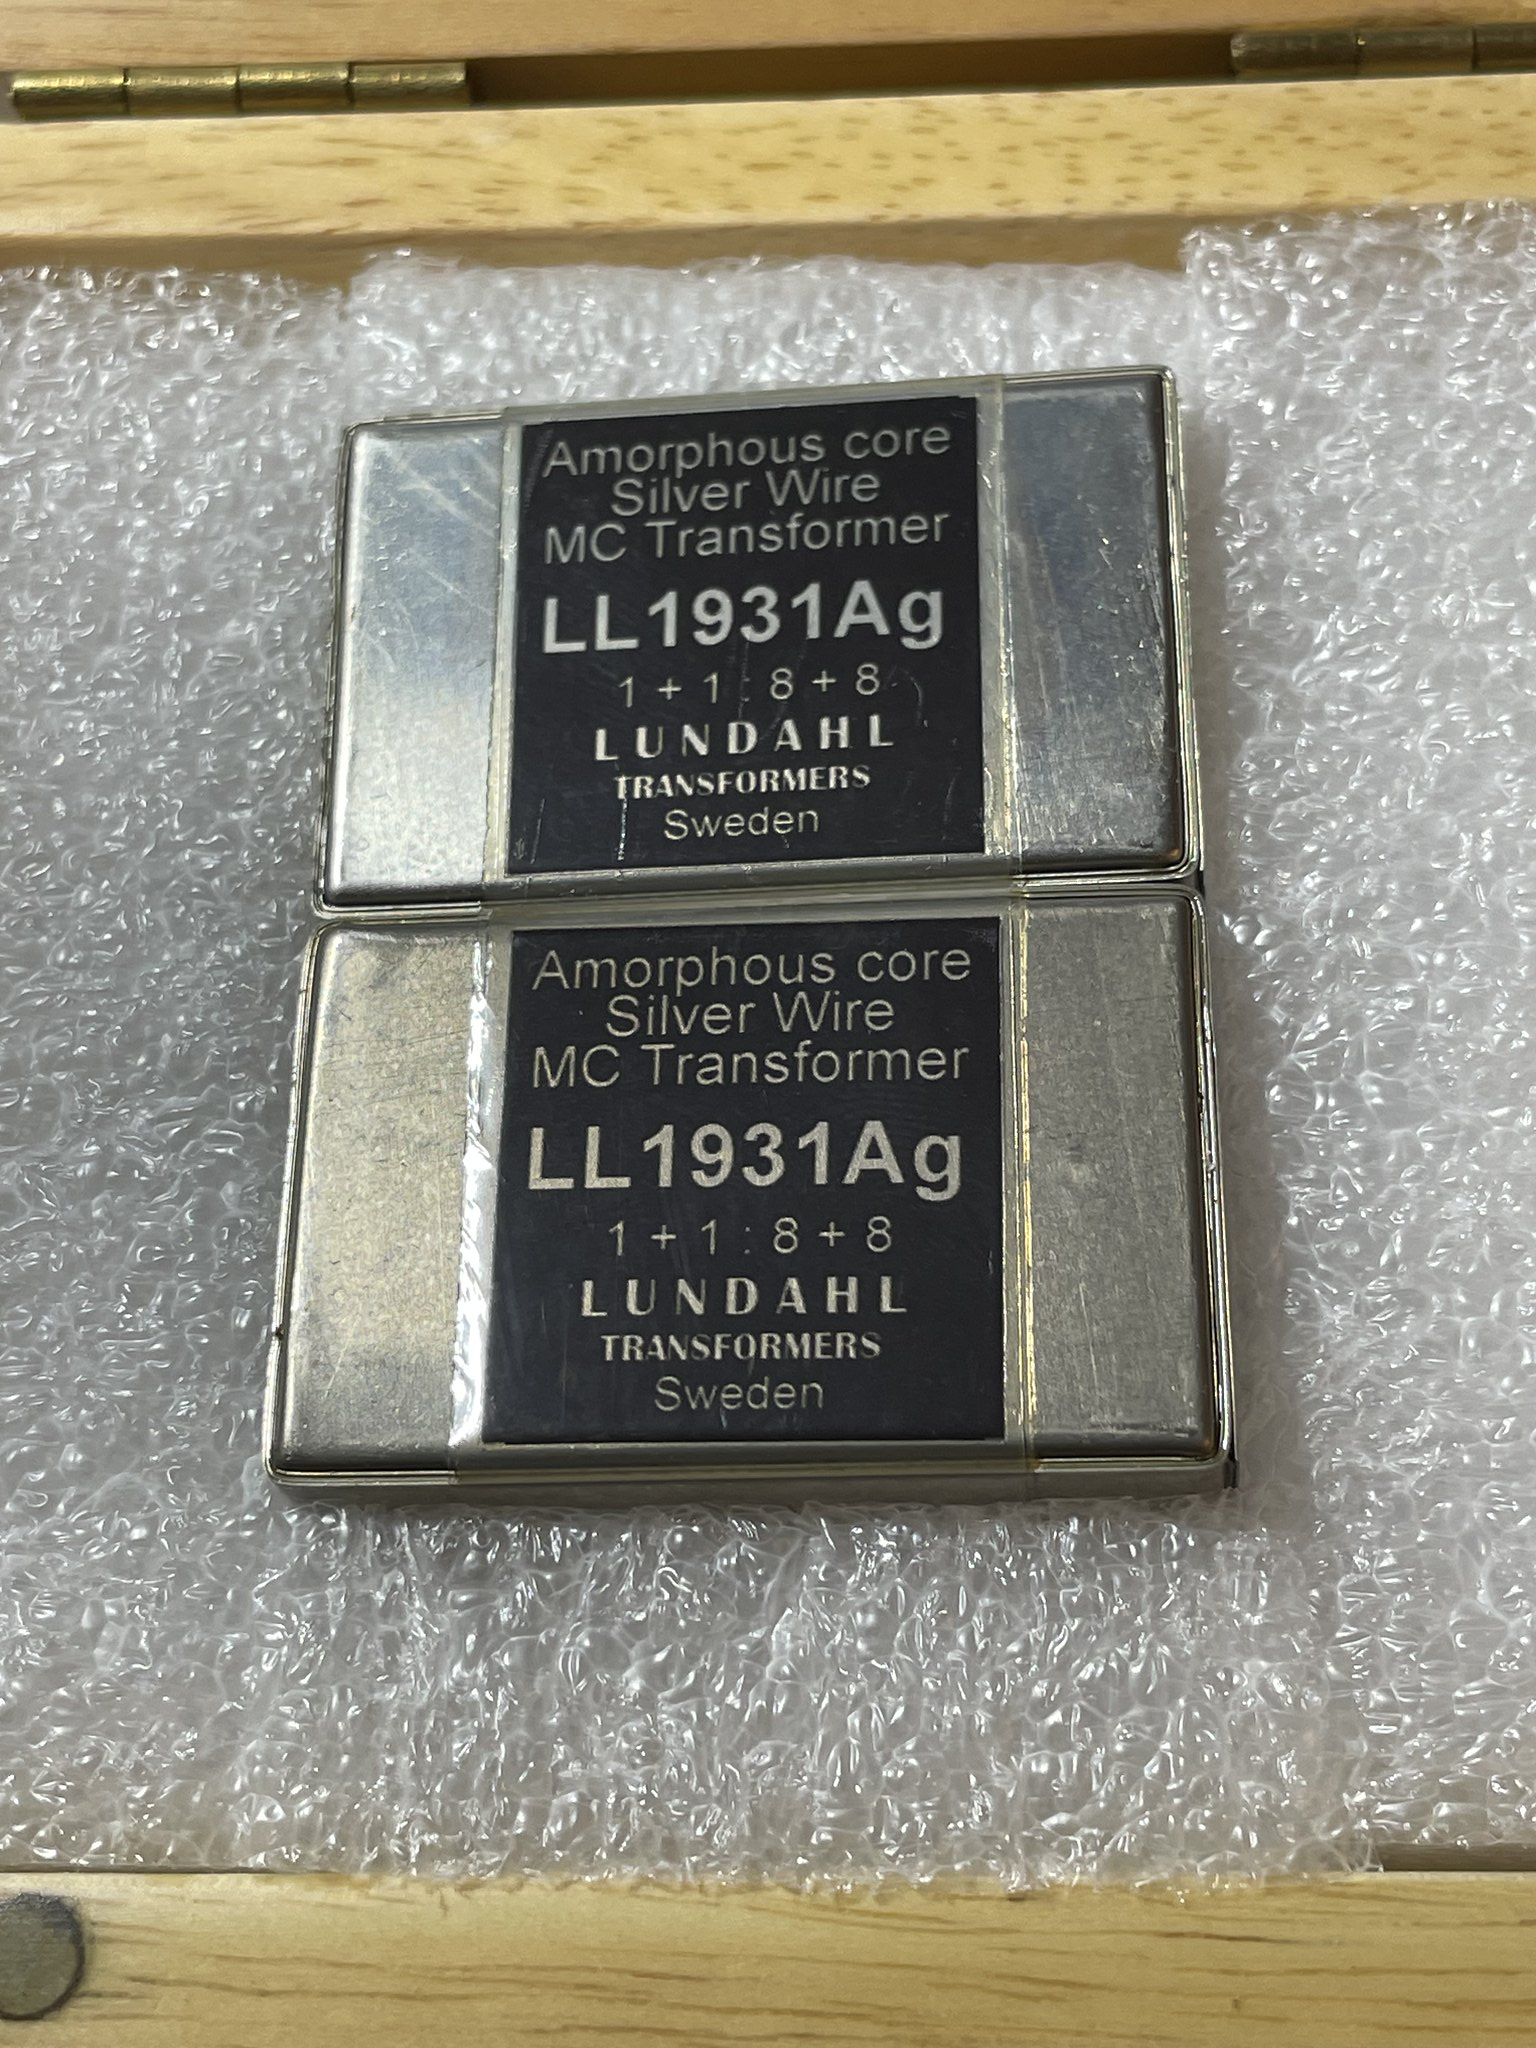 Amorphous core
Silver Wire
MC Transformer
LL1931Ag
1 + 1 : 8 + 8
LUNDAHL
TRANSFORMERS
Sweden
Amorphous core
Silver Wire
MC Transformer
LL1931Ag
1 + 1 : 8 + 8
LUNDAHL
TRANSFORMERS
Sweden